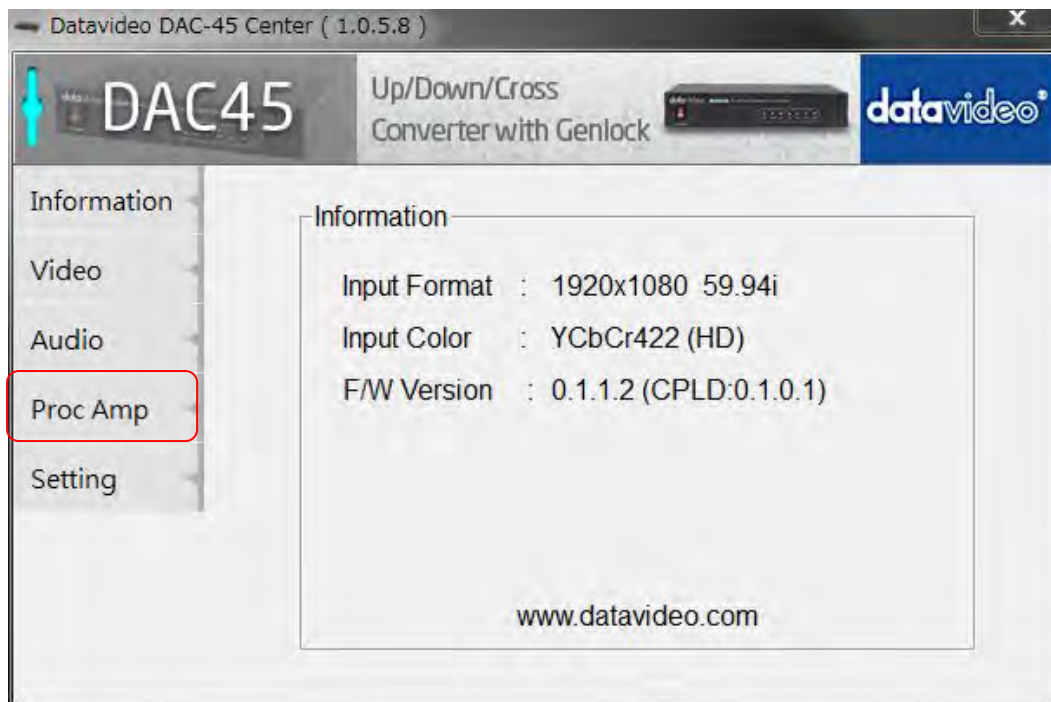 Datavideo DAC-45 Center ( 1.0.5.8 )
x
DAC45
Up/Down/Cross
Converter with Genlock
datavideo
Information
Video
Audio
Proc Amp
Setting
Information
Input Format : 1920x1080 59.94i
Input Color : YCbCr422 (HD)
F/W Version : 0.1.1.2 (CPLD:0.1.0.1)
www.datavideo.com